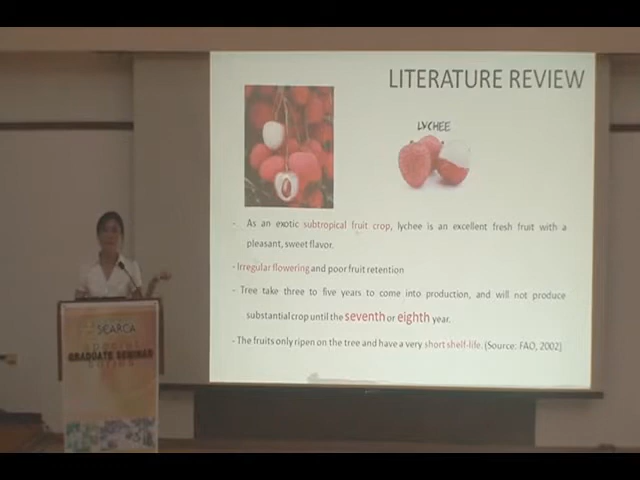 LITERATURE REVIEW
LYCHEE
- As an exotic subtropical fruit crop, lychee is an excellent fresh fruit with a
pleasant, sweet flavor.
- Irregular flowering and poor fruit retention
- Tree take three to five years to come into production, and will not produce
substantial crop until the seventh or eighth year.
- The fruits only ripen on the tree and have a very short shelf-life. (Source: FAO, 2002)
SEARCA
special
GRADUATE SEMINAR
series